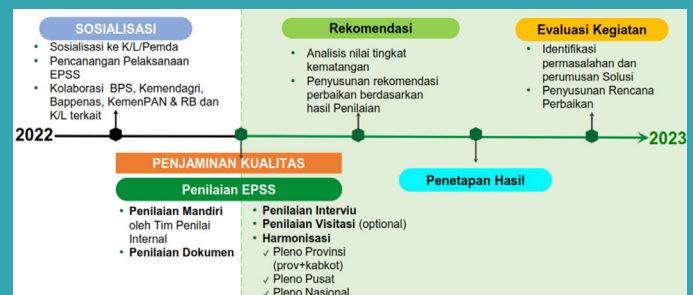 SOSIALISASI
• Sosialisasi ke K/L/Pemda
• Pencanangan Pelaksanaan
EPSS
• Kolaborasi BPS, Kemendagri,
Bappenas, KemenPAN & RB dan
K/L terkait
Rekomendasi
• Analisis nilai tingkat
kematangan
• Penyusunan rekomendasi
perbaikan berdasarkan
hasil Penilaian
Evaluasi Kegiatan
• Identifikasi
permasalahan dan
perumusan Solusi
• Penyusunan Rencana
Perbaikan
2022
2023
PENJAMINAN KUALITAS
Penilaian EPSS
• Penilaian Mandiri
oleh Tim Penilai
Internal
• Penilaian Dokumen
• Penilaian Interviu
• Penilaian Visitasi (optional)
• Harmonisasi
✓ Pleno Provinsi
(prov+kabkot)
✓ Pleno Pusat
✓ Pleno Nasional
Penetapan Hasil